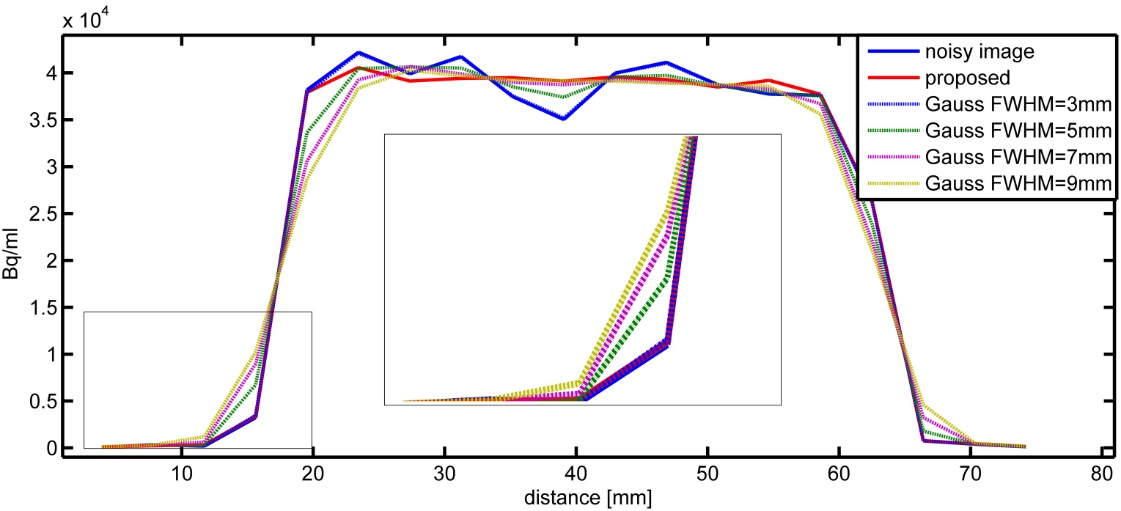 x 10⁴
4
3.5
3
2.5
2
1.5
1
0.5
0
Bq/ml
10 20 30 40 50 60 70 80
distance [mm]
noisy image
proposed
Gauss FWHM=3mm
Gauss FWHM=5mm
Gauss FWHM=7mm
Gauss FWHM=9mm